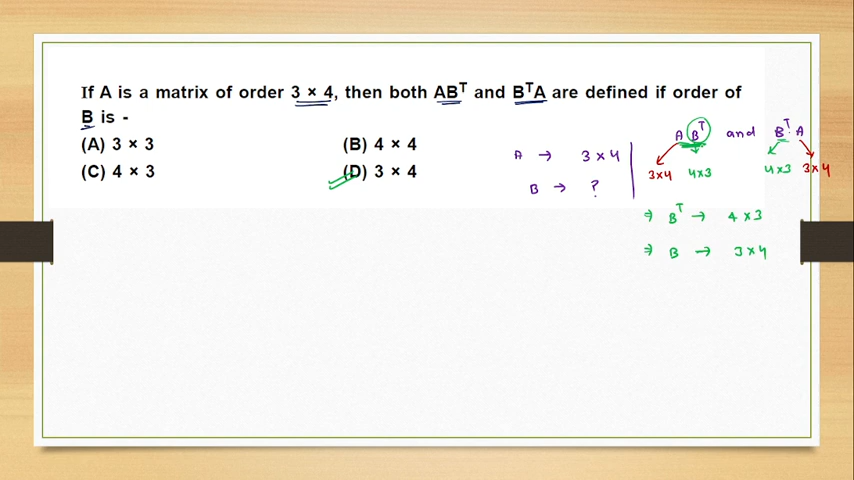 If A is a matrix of order 3 × 4, then both ABᵀ and BᵀA are defined if order of
B is -
(A) 3 × 3
(B) 4 × 4
(C) 4 × 3
(D) 3 × 4
A → 3 × 4
B → ?
A Bᵀ and Bᵀ. A
3×4 4×3 4×3 3×4
⇒ Bᵀ → 4 × 3
⇒ B → 3 × 4